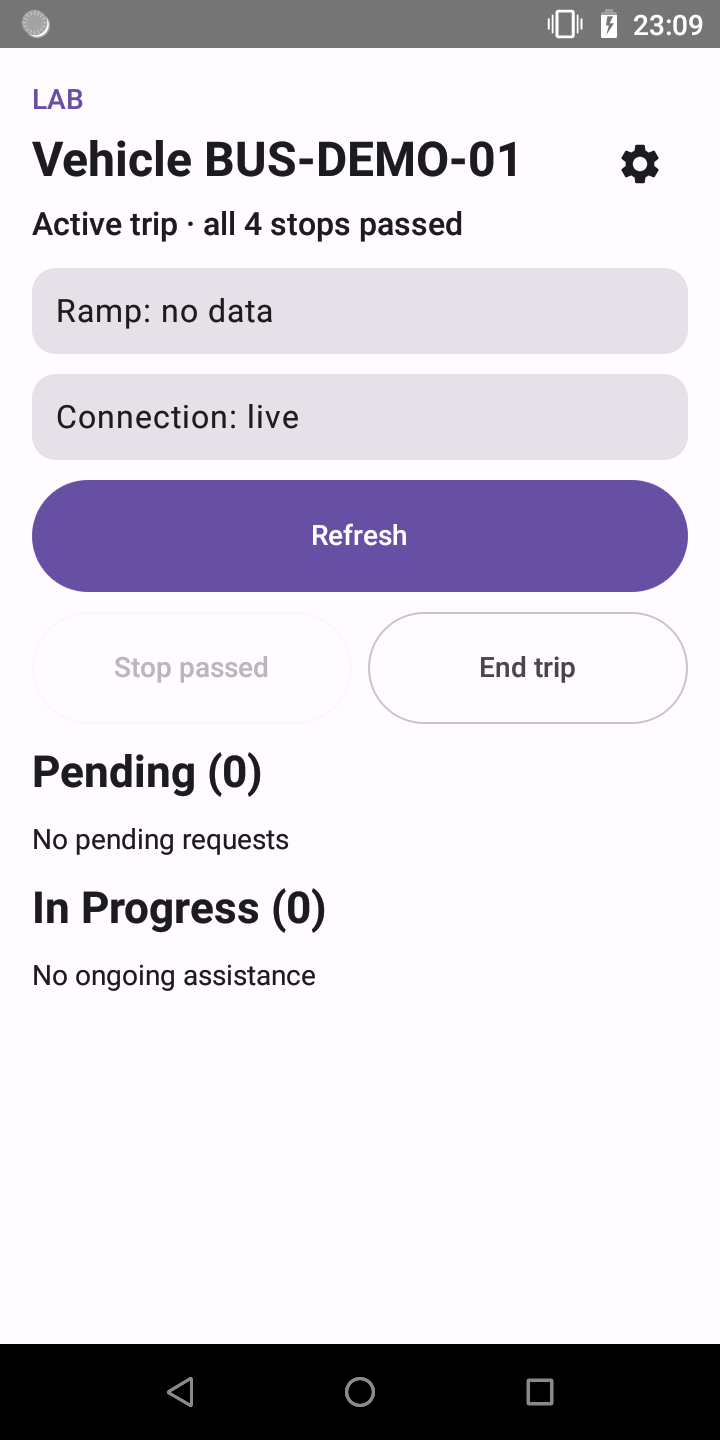 23:09
LAB
Vehicle BUS-DEMO-01
Active trip · all 4 stops passed
Ramp: no data
Connection: live
Refresh
Stop passed
End trip
Pending (0)
No pending requests
In Progress (0)
No ongoing assistance